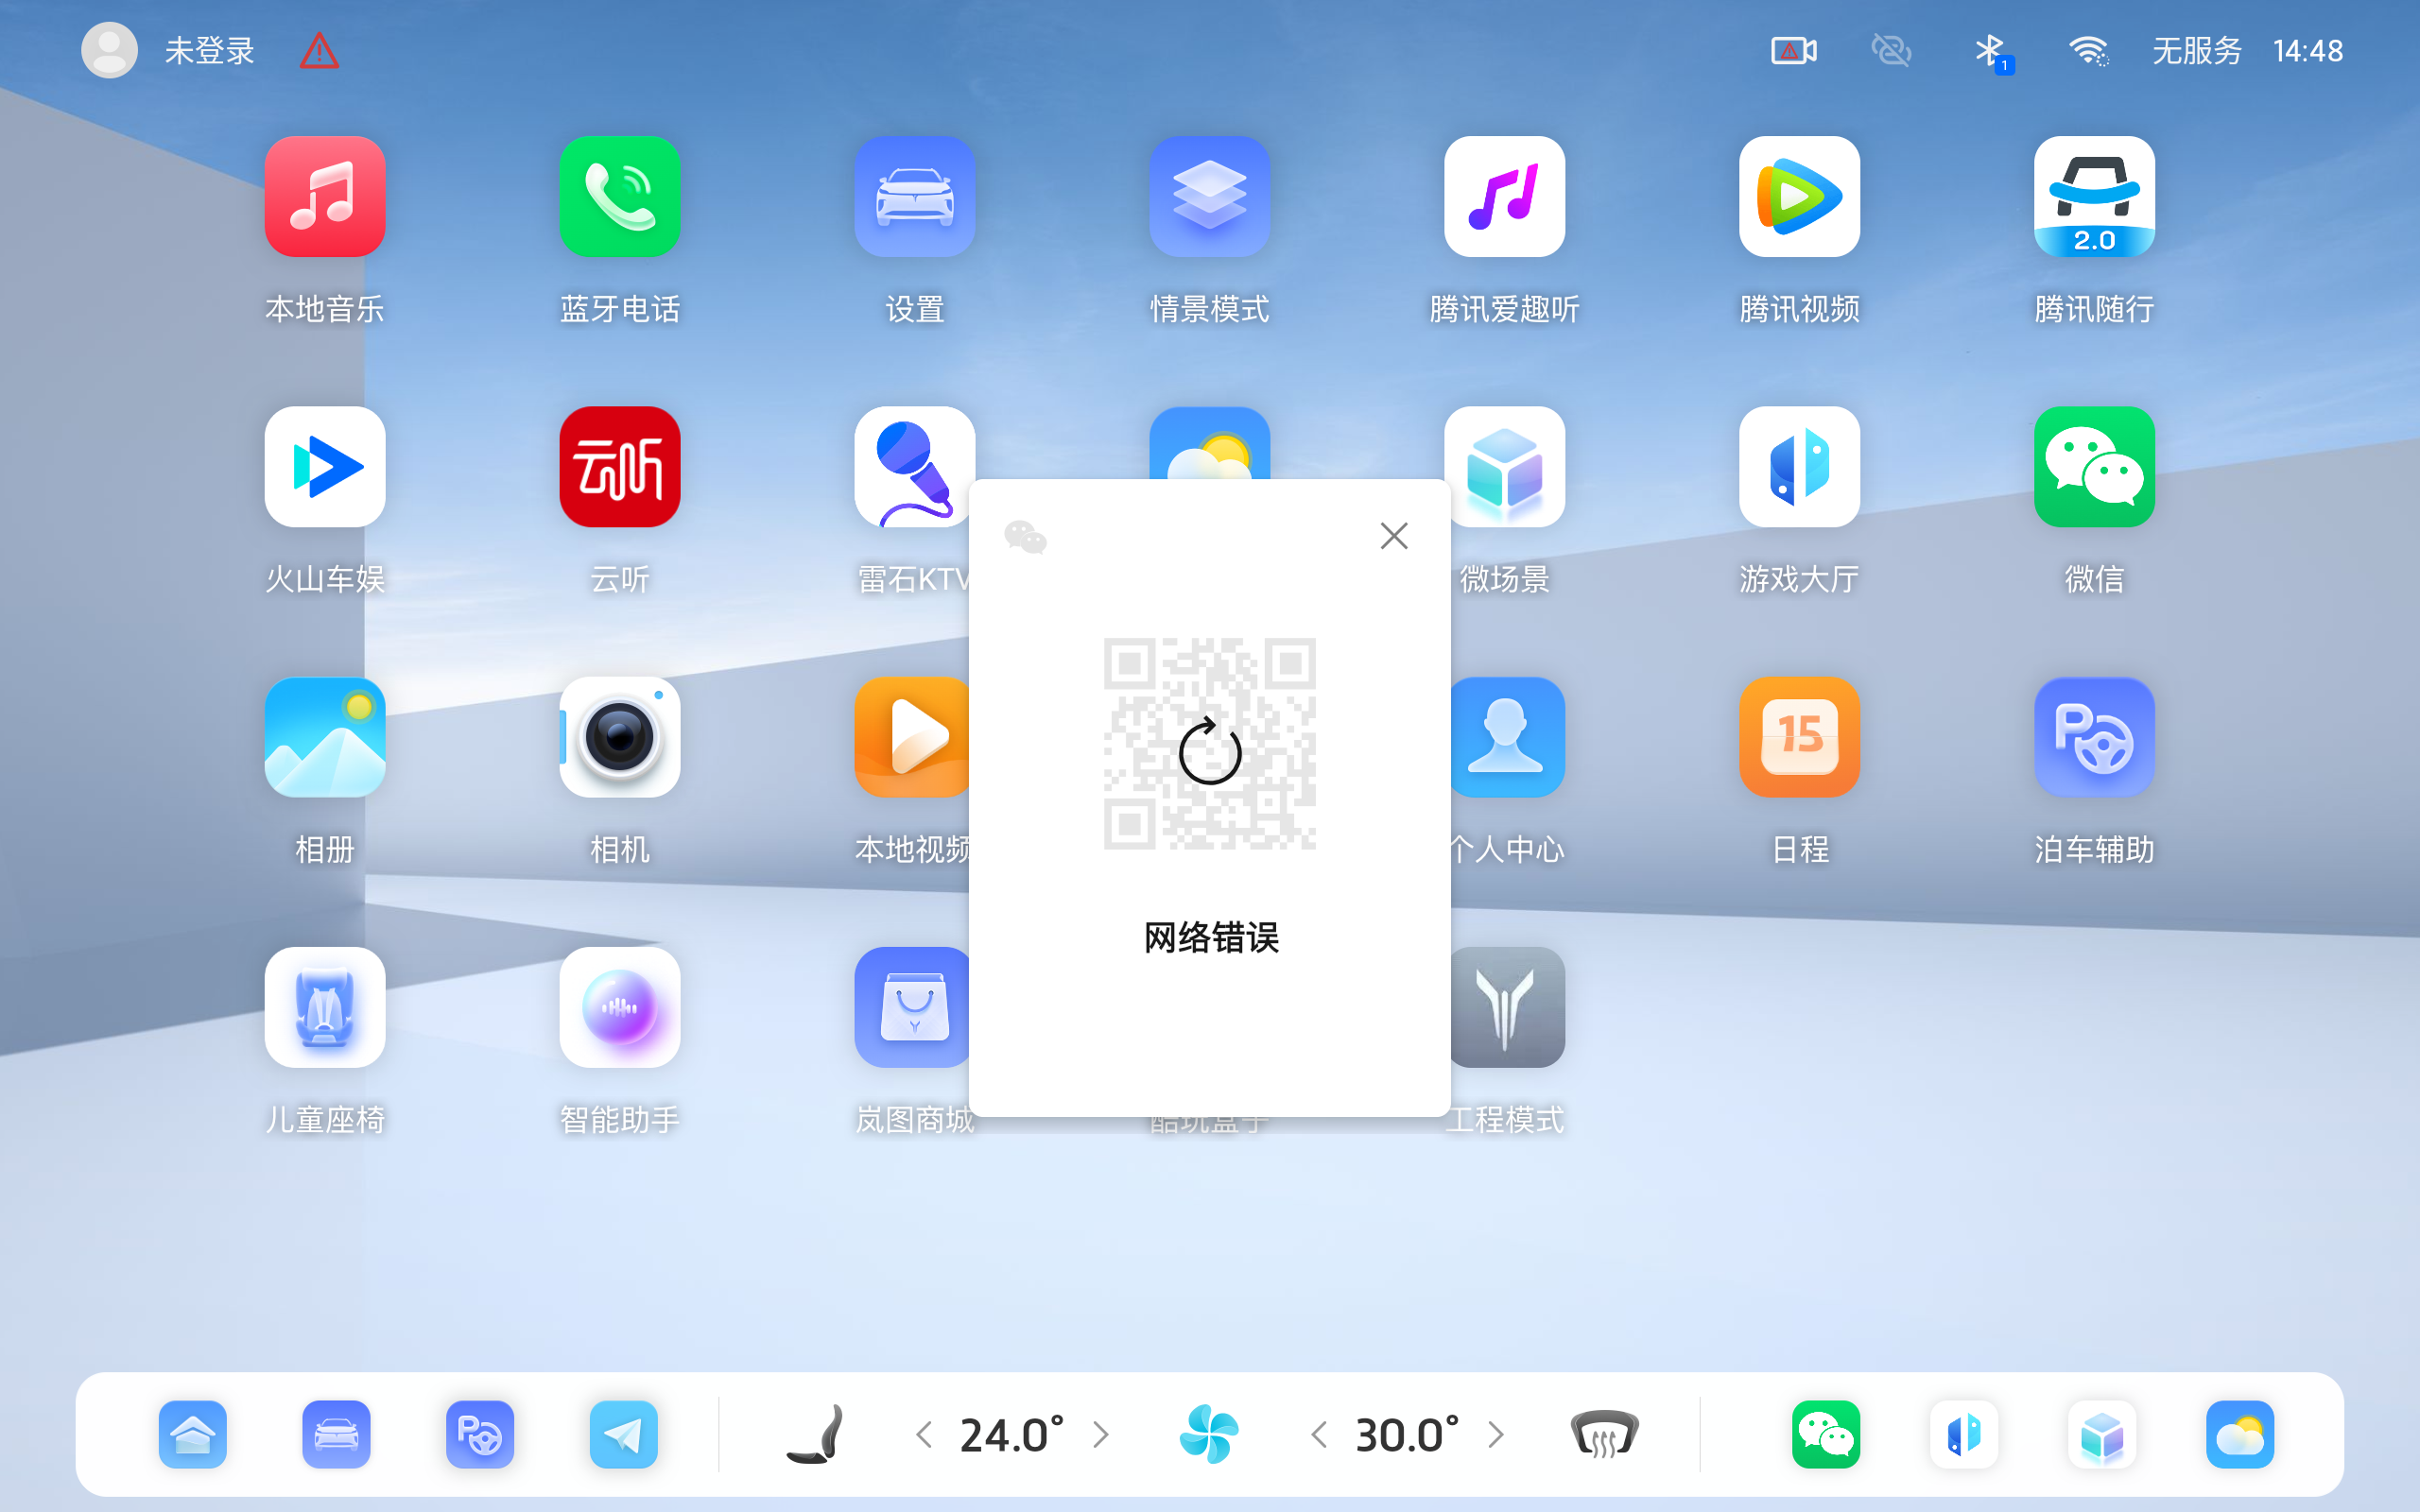 未登录
1
无服务
14:48
本地音乐
蓝牙电话
设置
情景模式
腾讯爱趣听
腾讯视频
2.0
腾讯随行
云听
火山车娱
云听
雷石KTV
微场景
游戏大厅
微信
15
P
相册
相机
本地视频
个人中心
日程
泊车辅助
网络错误
儿童座椅
智能助手
岚图商城
酷玩盒子
工程模式
P
24.0°
30.0°